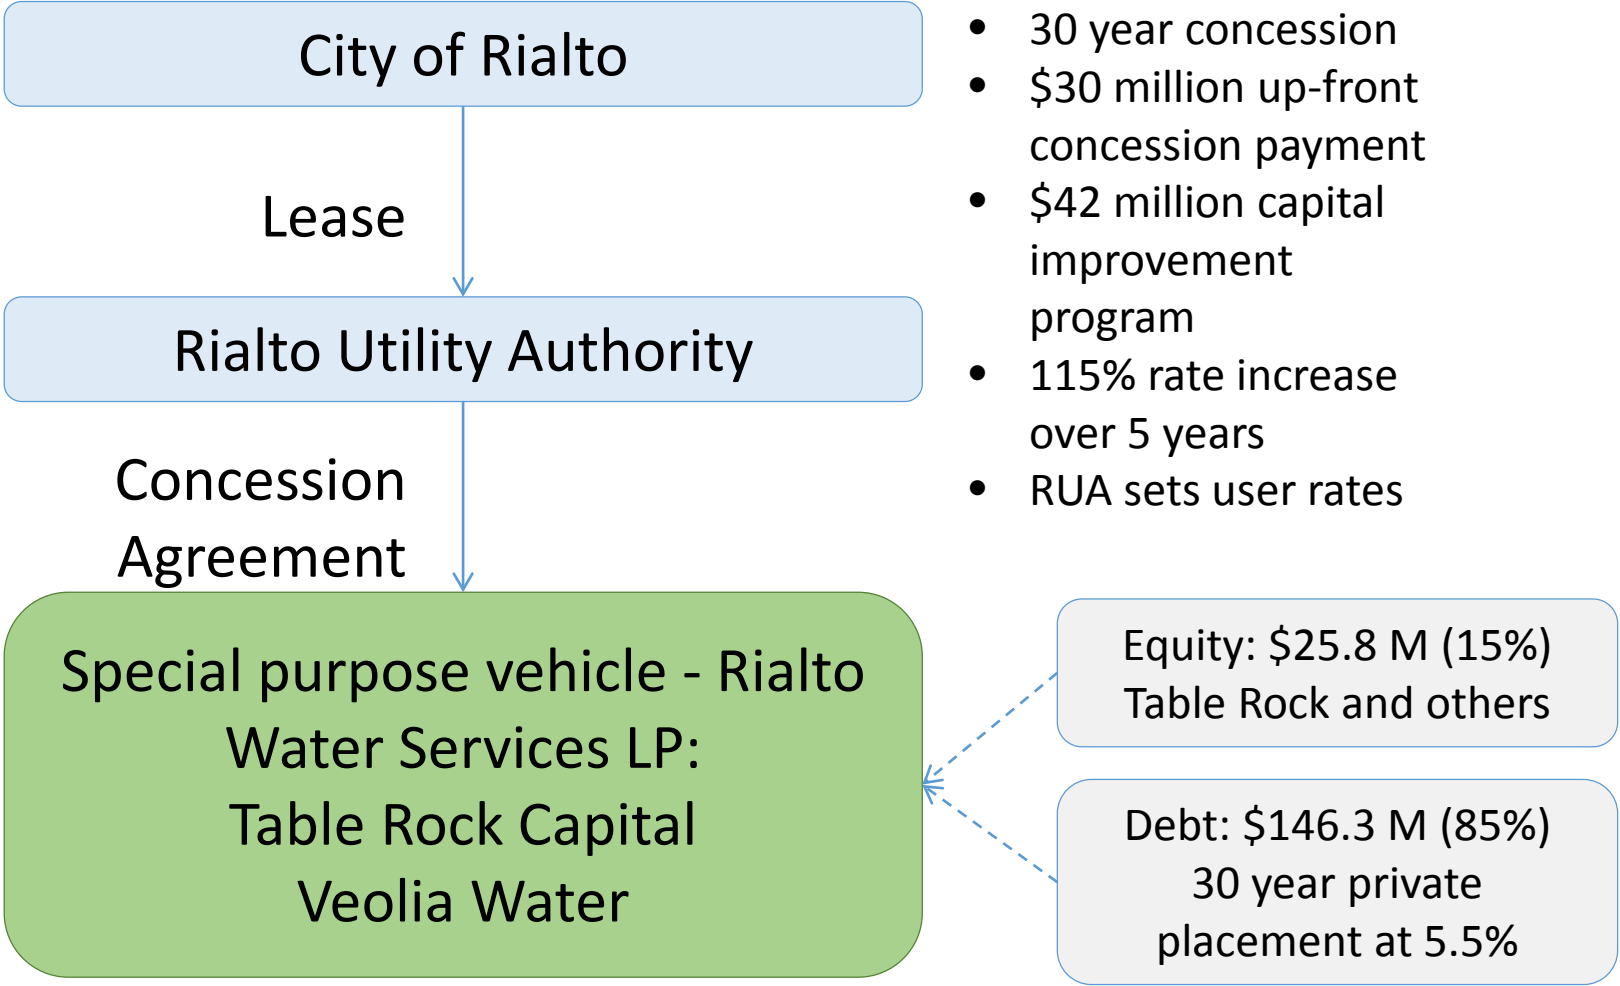 City of Rialto
Lease
Rialto Utility Authority
Concession
Agreement
Special purpose vehicle - Rialto
Water Services LP:
Table Rock Capital
Veolia Water
• 30 year concession
• $30 million up-front
concession payment
• $42 million capital
improvement
program
• 115% rate increase
over 5 years
• RUA sets user rates
Equity: $25.8 M (15%)
Table Rock and others
Debt: $146.3 M (85%)
30 year private
placement at 5.5%